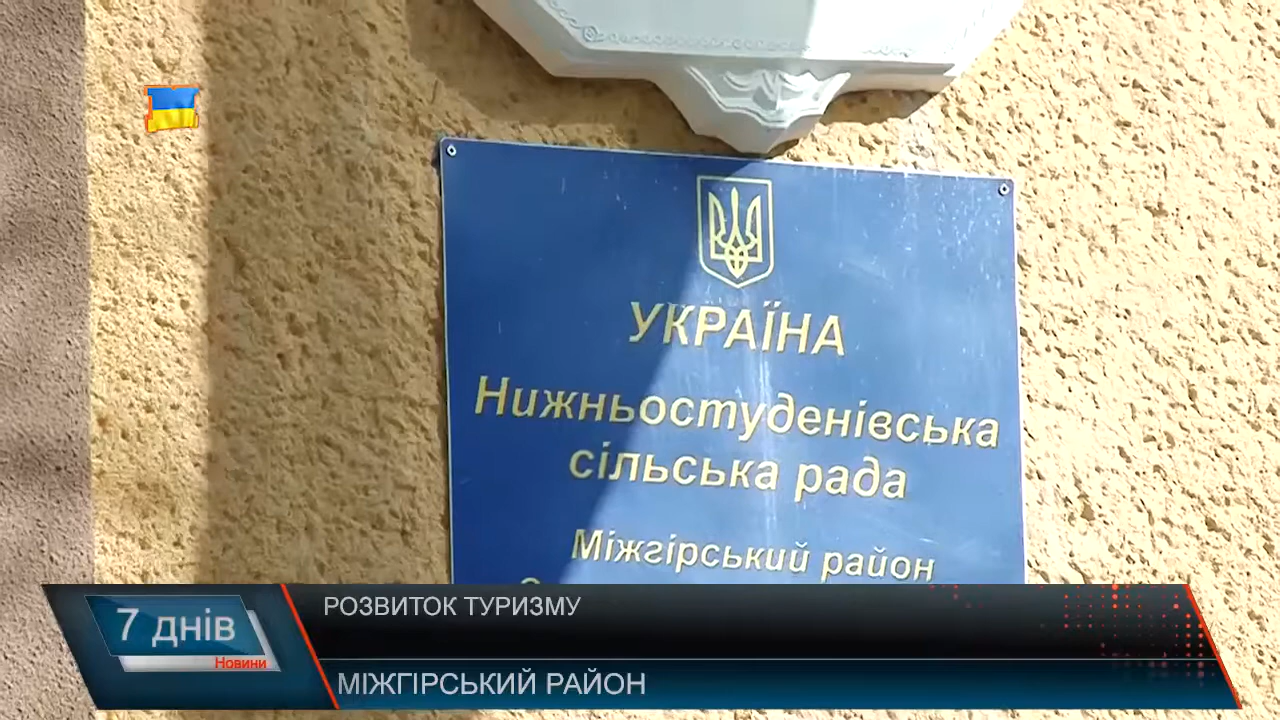 УКРАЇНА
Нижньостуденівська
сільська рада
Міжгірський район
7 днів
Новини
РОЗВИТОК ТУРИЗМУ
МІЖГІРСЬКИЙ РАЙОН